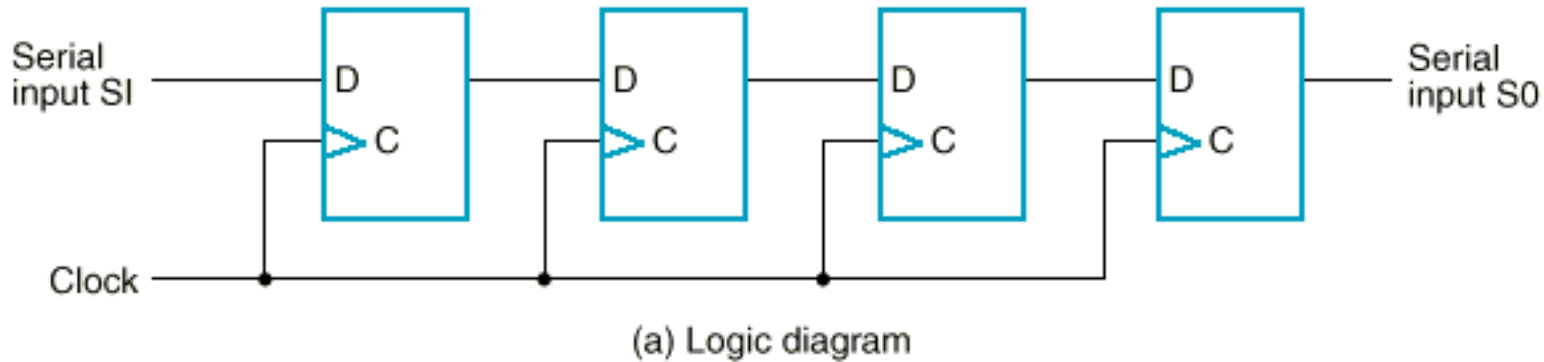 Serial
input SI
D
C
D
C
D
C
D
C
Serial
input S0
Clock
(a) Logic diagram